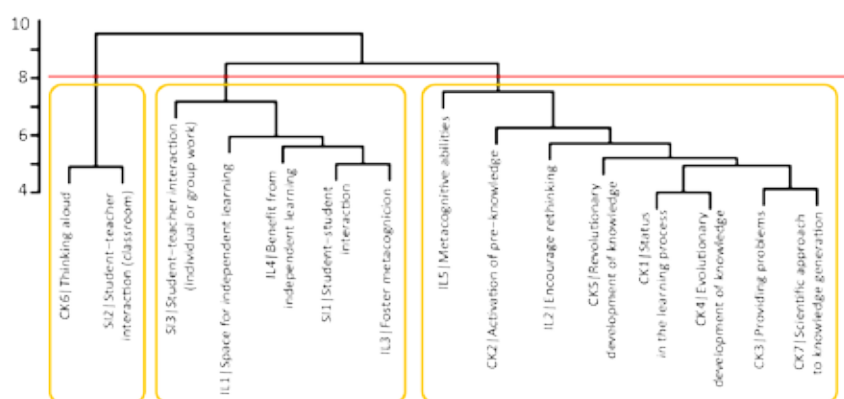 10
8
6
4
CK6|Thinking aloud
SI2|Student-teacher
interaction (classroom)
SI3|Student-teacher interaction
(individual or group work)
IL1|Space for independent learning
IL4|Benefit from
independent learning
SI1|Student-student
interaction
IL3|Foster metacognicion
IL5|Metacognitive abilities
CK2|Activation of pre-knowledge
IL2|Encourage rethinking
CK5|Revolutionary
development of knowledge
CK1|Status
in the learning process
CK4|Evolutionary
development of knowledge
CK3|Providing problems
CK7|Scientific approach
to knowledge generation